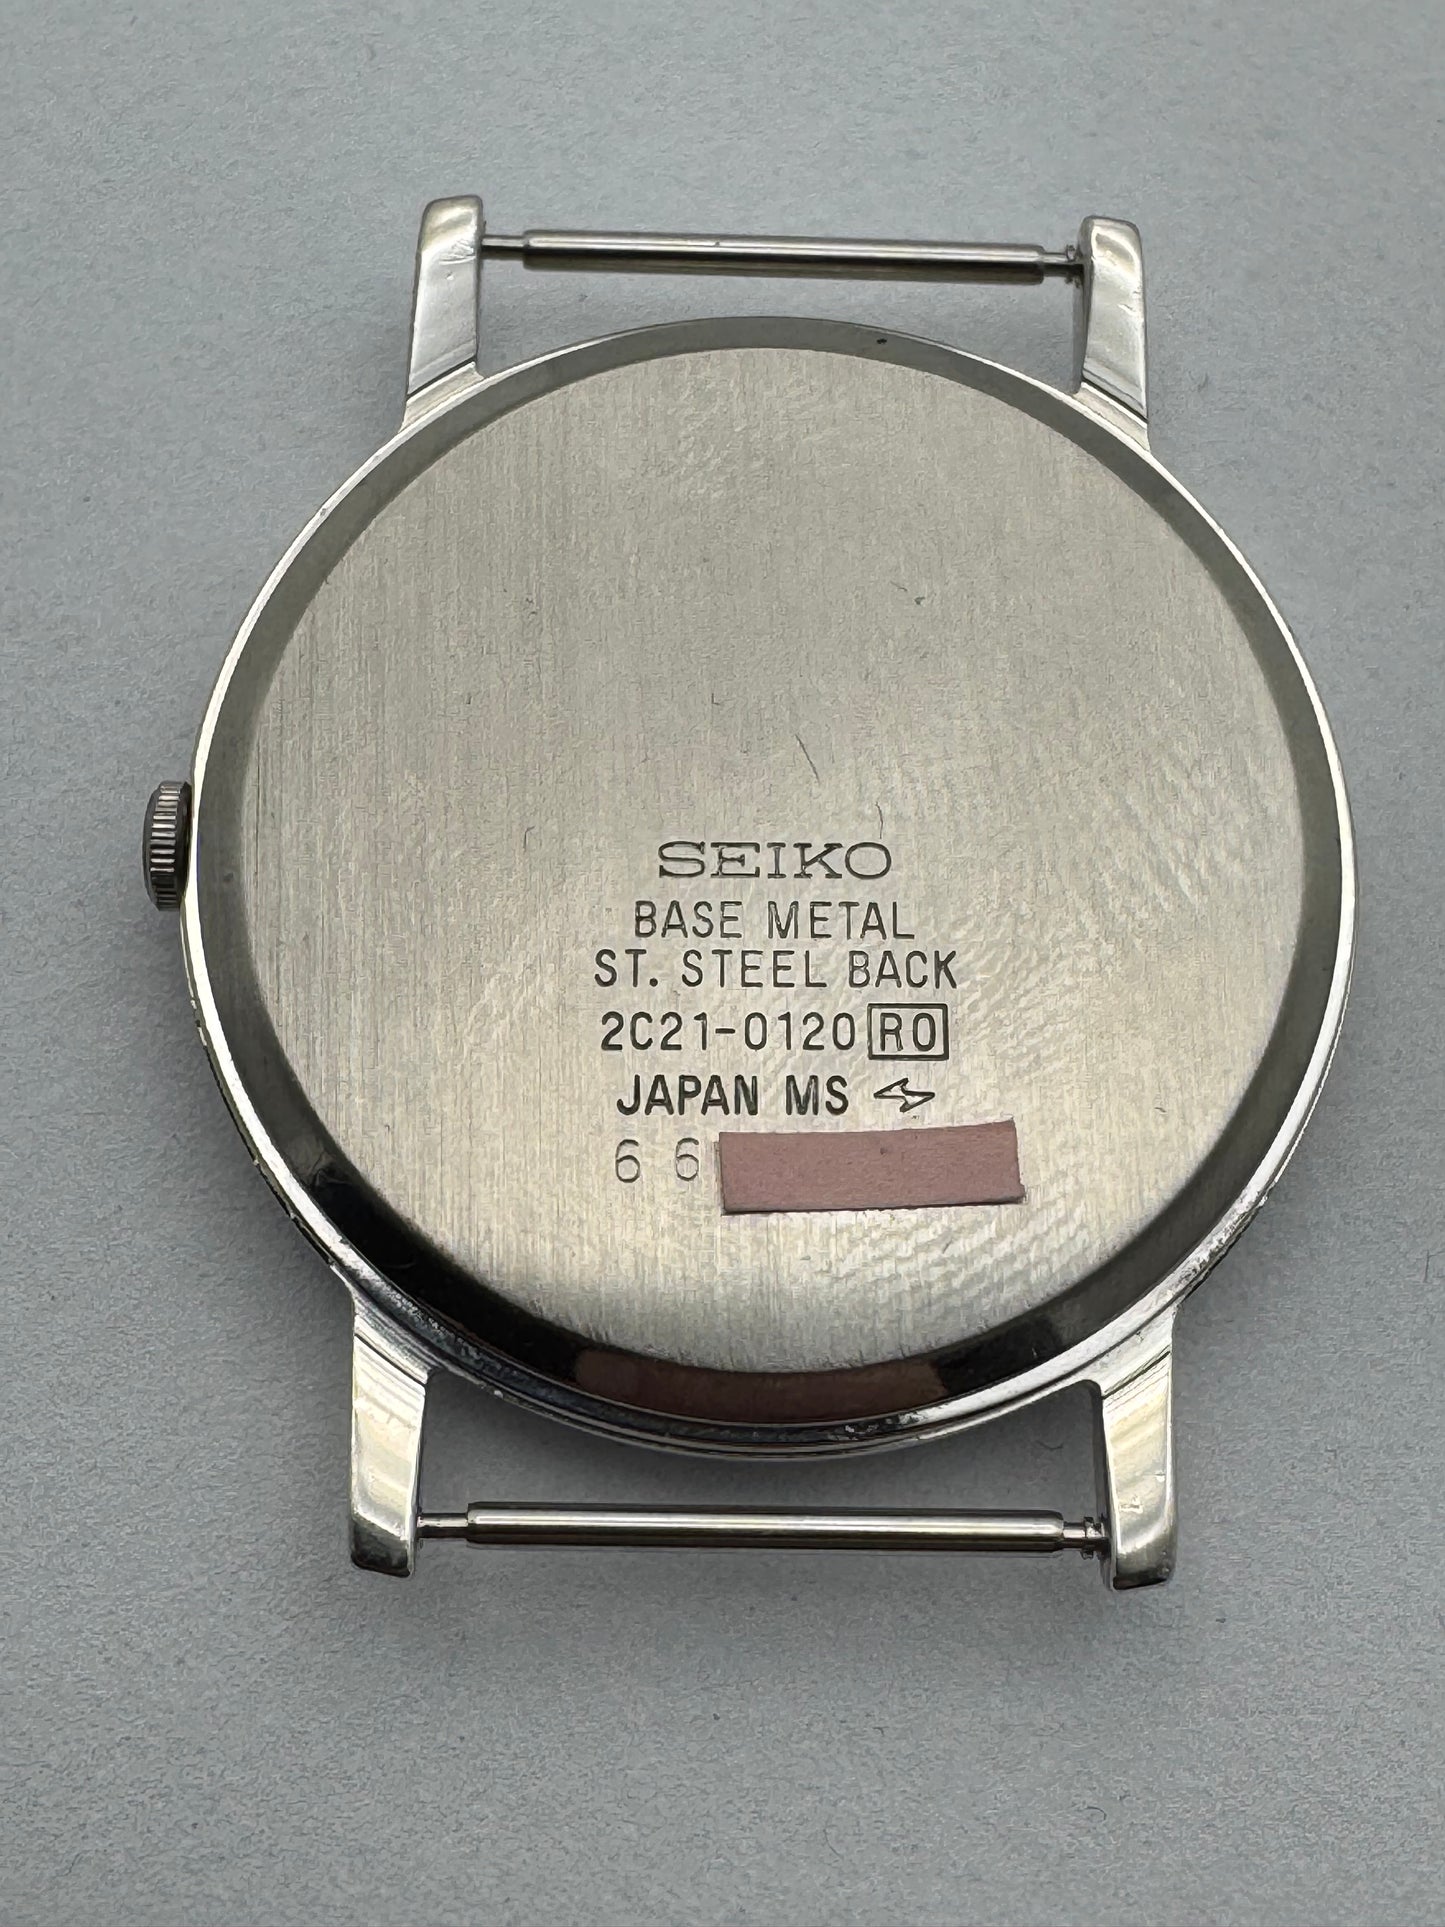 SEIKO
BASE METAL
ST. STEEL BACK
2C21-0120 RO
JAPAN MS
66